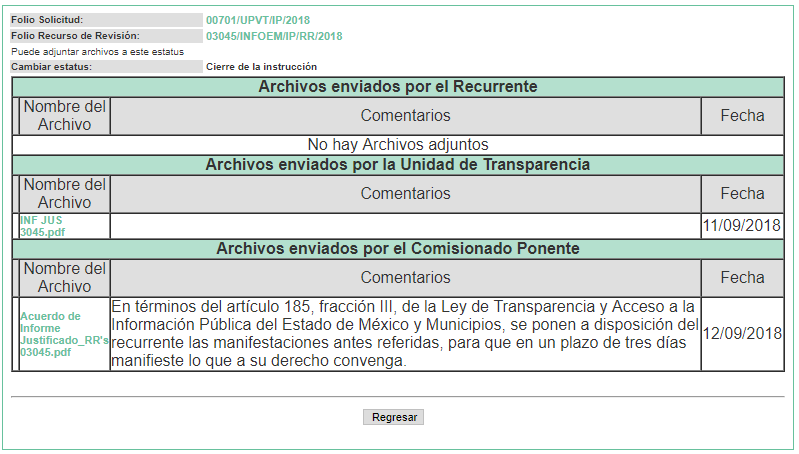 Folio Solicitud: 00701/UPVT/IP/2018
Folio Recurso de Revisión: 03045/INFOEM/IP/RR/2018
Puede adjuntar archivos a este estatus
Cambiar estatus: Cierre de la instrucción
Archivos enviados por el Recurrente
Nombre del Archivo Comentarios Fecha
No hay Archivos adjuntos
Archivos enviados por la Unidad de Transparencia
Nombre del Archivo Comentarios Fecha
INF JUS 3045.pdf 11/09/2018
Archivos enviados por el Comisionado Ponente
Nombre del Archivo Comentarios Fecha
Acuerdo de
Informe
Justificado_RR's
03045.pdf
En términos del artículo 185, fracción III, de la Ley de Transparencia y Acceso a la
Información Pública del Estado de México y Municipios, se ponen a disposición del
recurrente las manifestaciones antes referidas, para que en un plazo de tres días
manifieste lo que a su derecho convenga.
12/09/2018
Regresar